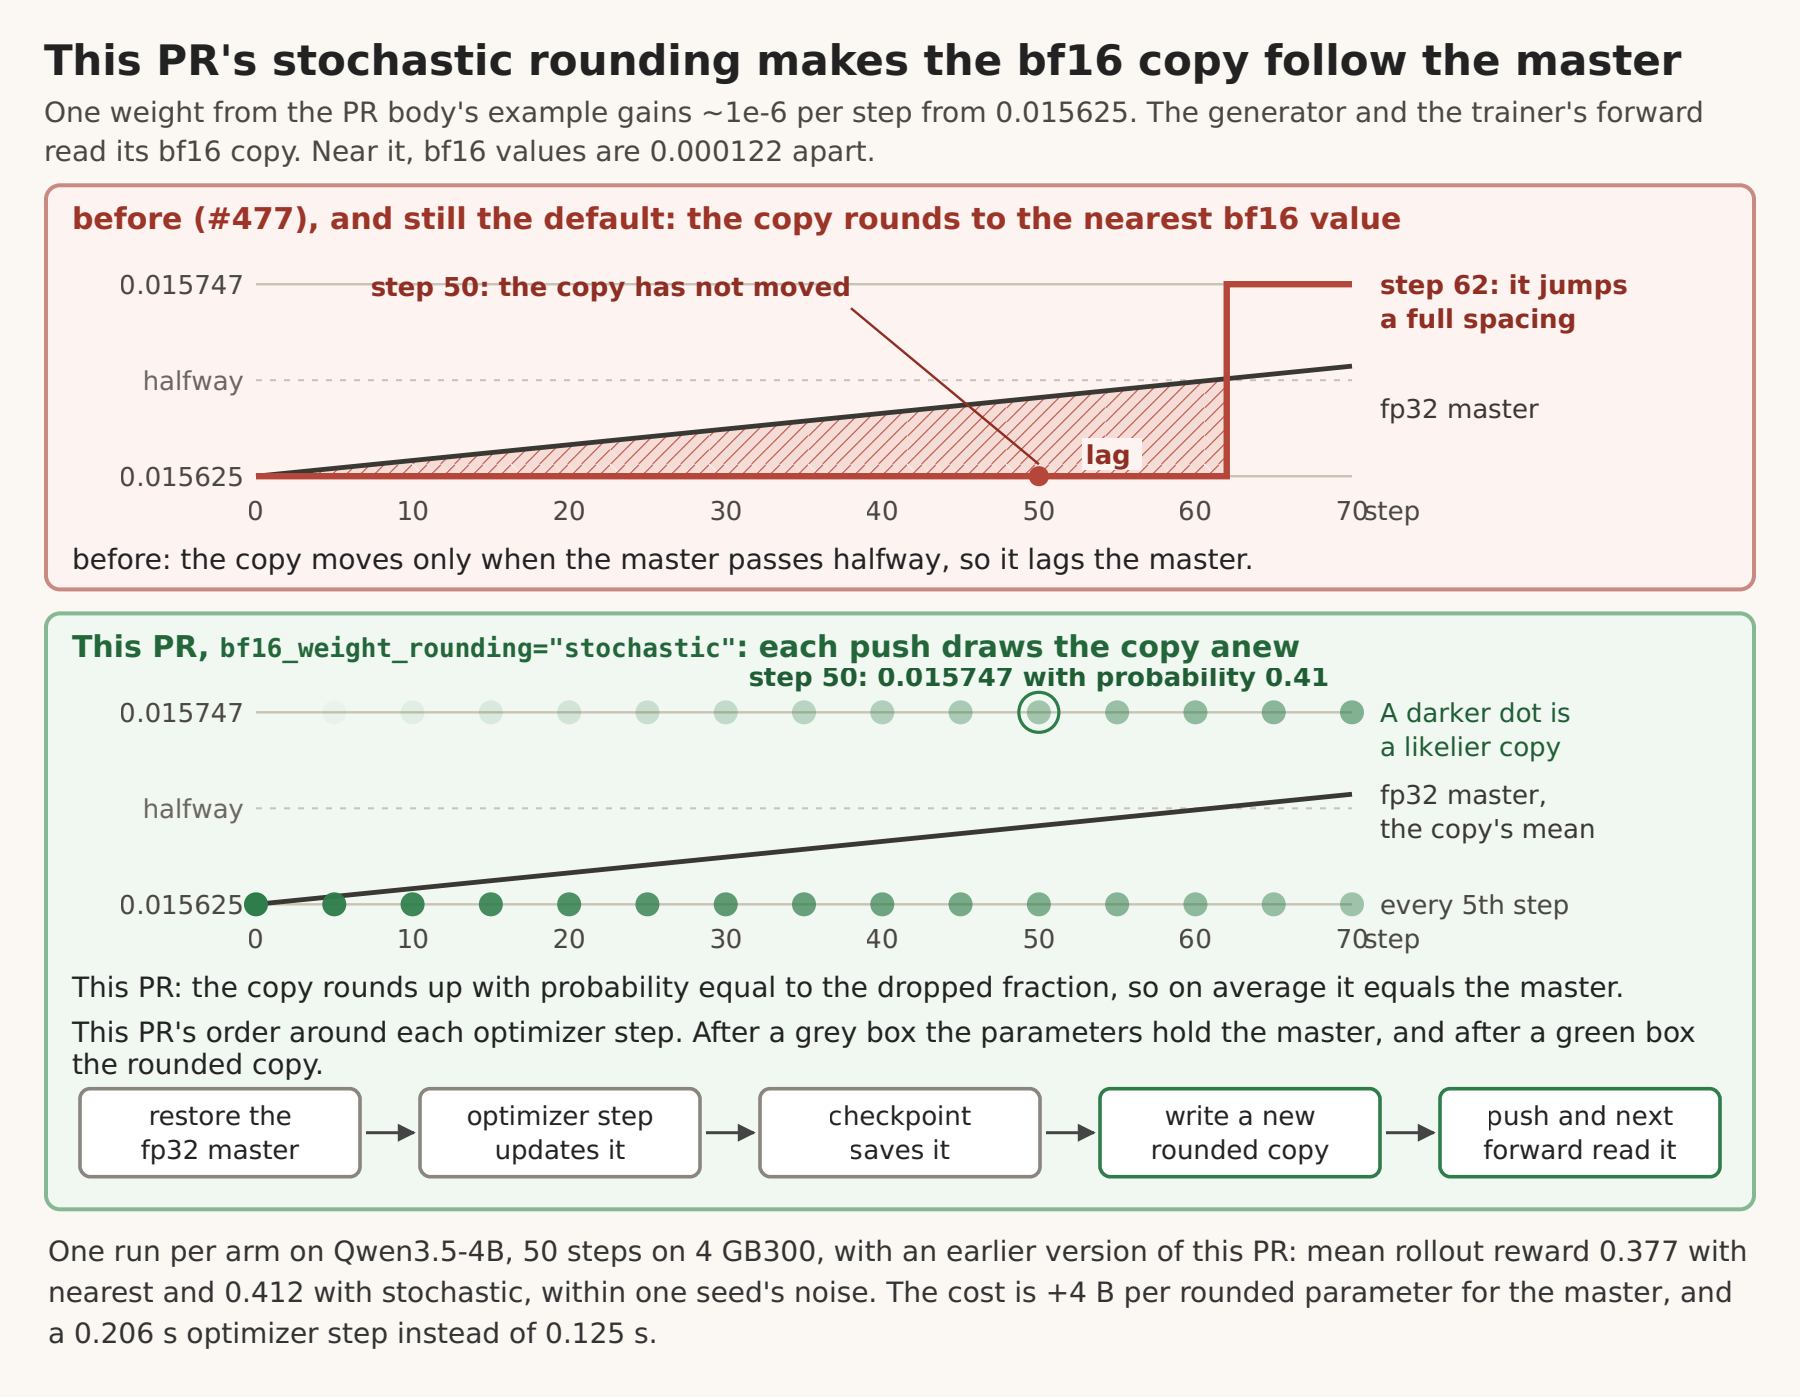 This PR's stochastic rounding makes the bf16 copy follow the master
One weight from the PR body's example gains ~1e-6 per step from 0.015625. The generator and the trainer's forward
read its bf16 copy. Near it, bf16 values are 0.000122 apart.
before (#477), and still the default: the copy rounds to the nearest bf16 value
0.015747
step 50: the copy has not moved
step 62: it jumps
a full spacing
halfway
fp32 master
lag
0.015625
0 10 20 30 40 50 60 70 step
before: the copy moves only when the master passes halfway, so it lags the master.
This PR, bf16_weight_rounding="stochastic": each push draws the copy anew
step 50: 0.015747 with probability 0.41
0.015747
A darker dot is
a likelier copy
halfway
fp32 master,
the copy's mean
0.015625
every 5th step
0 10 20 30 40 50 60 70 step
This PR: the copy rounds up with probability equal to the dropped fraction, so on average it equals the master.
This PR's order around each optimizer step. After a grey box the parameters hold the master, and after a green box
the rounded copy.
restore the
fp32 master
optimizer step
updates it
checkpoint
saves it
write a new
rounded copy
push and next
forward read it
One run per arm on Qwen3.5-4B, 50 steps on 4 GB300, with an earlier version of this PR: mean rollout reward 0.377 with
nearest and 0.412 with stochastic, within one seed's noise. The cost is +4 B per rounded parameter for the master, and
a 0.206 s optimizer step instead of 0.125 s.